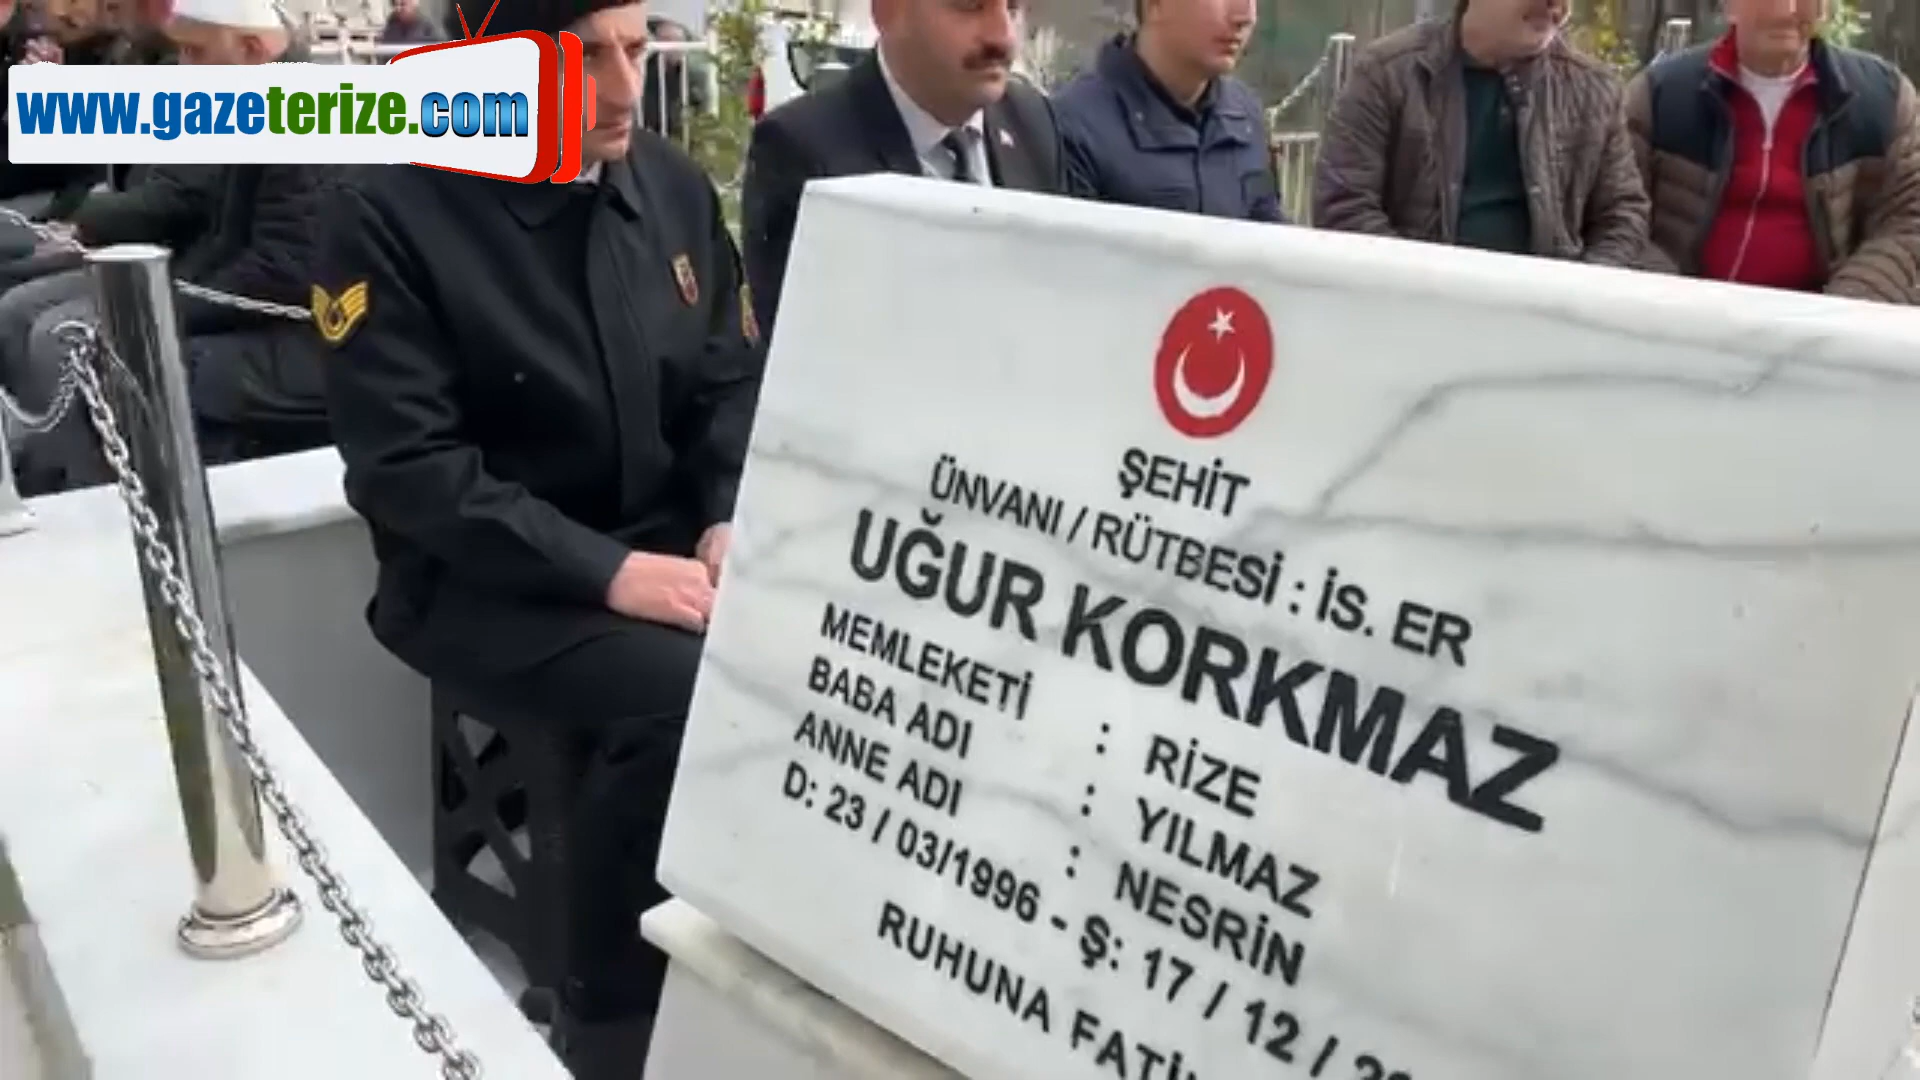 www.gazeterize.com
ŞEHİT
ÜNVANI / RÜTBESİ : İS. ER
UĞUR KORKMAZ
MEMLEKETİ : RİZE
BABA ADI : YILMAZ
ANNE ADI : NESRİN
D: 23 / 03/1996 - Ş: 17 / 12 /
RUHUNA